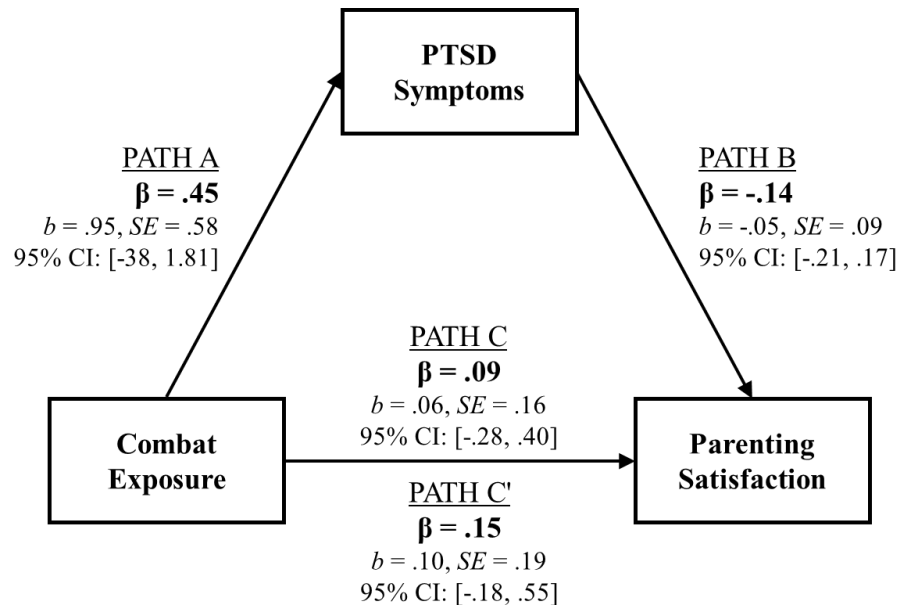 PTSD
Symptoms
PATH A
β = .45
b = .95, SE = .58
95% CI: [-38, 1.81]
PATH B
β = -.14
b = -.05, SE = .09
95% CI: [-.21, .17]
PATH C
β = .09
b = .06, SE = .16
95% CI: [-.28, .40]
Combat
Exposure
Parenting
Satisfaction
PATH C'
β = .15
b = .10, SE = .19
95% CI: [-.18, .55]